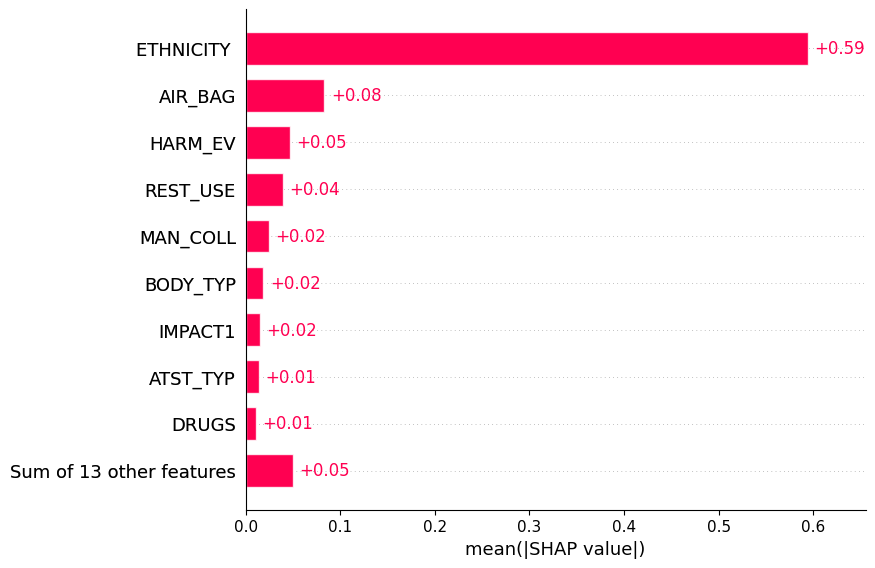 ETHNICITY +0.59
AIR_BAG +0.08
HARM_EV +0.05
REST_USE +0.04
MAN_COLL +0.02
BODY_TYP +0.02
IMPACT1 +0.02
ATST_TYP +0.01
DRUGS +0.01
Sum of 13 other features +0.05
0.0 0.1 0.2 0.3 0.4 0.5 0.6
mean(|SHAP value|)